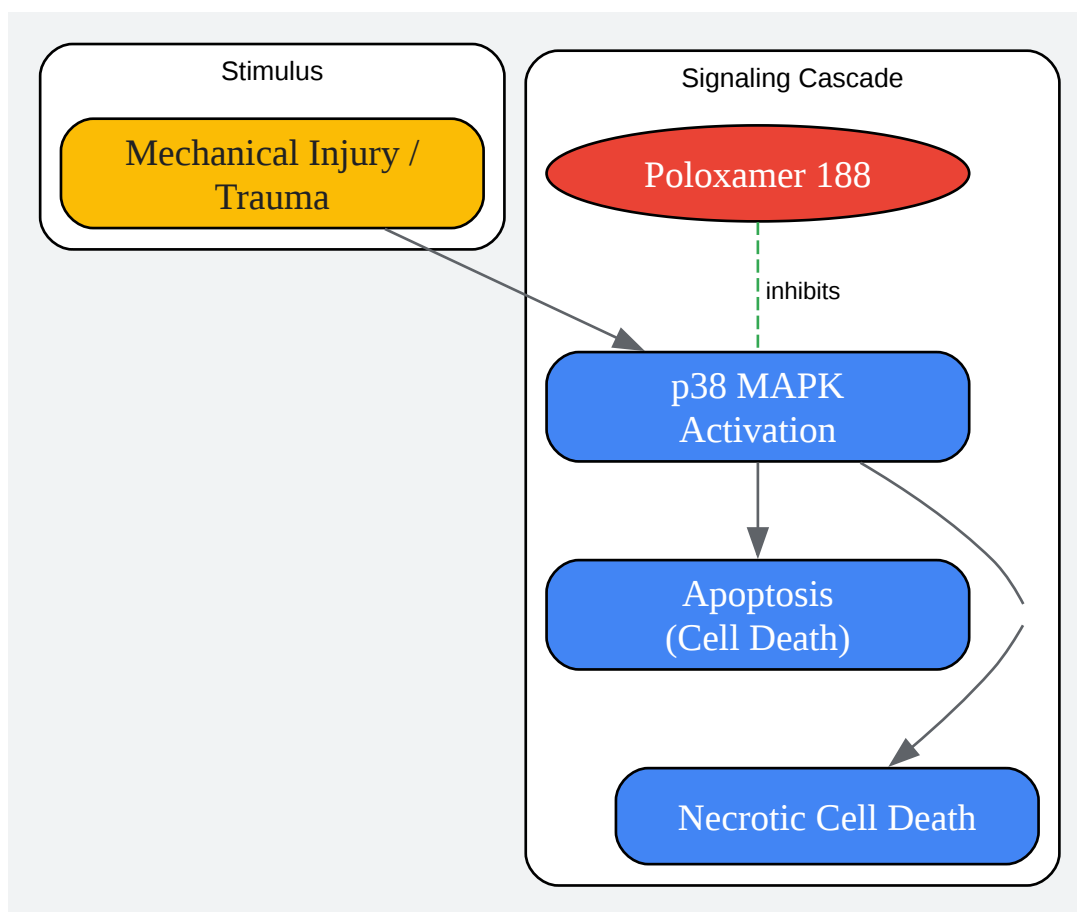 Stimulus
Mechanical Injury /
Trauma
Signaling Cascade
Poloxamer 188
inhibits
p38 MAPK
Activation
Apoptosis
(Cell Death)
Necrotic Cell Death